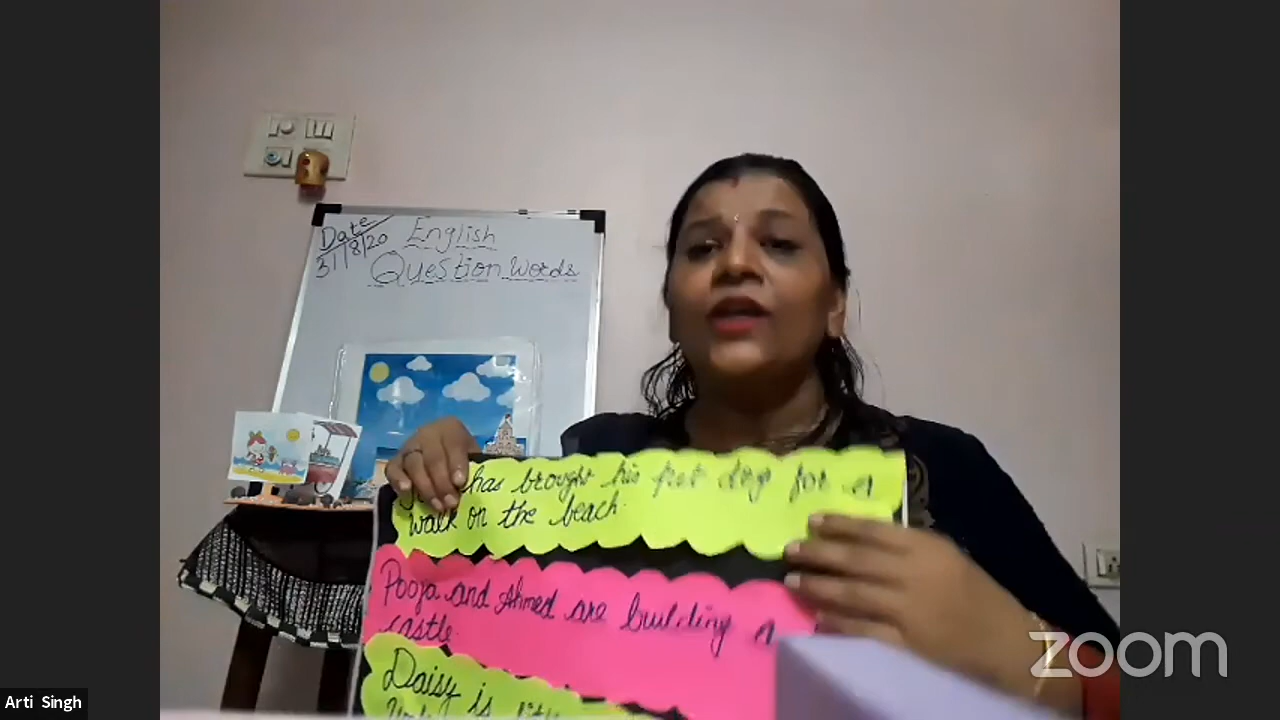 Date
31/8/20
English
Question Words
has brought his pet dog for a
walk on the beach.
Pooja and Ahmed are building a
castle.
Daisy is
zoom
Arti Singh